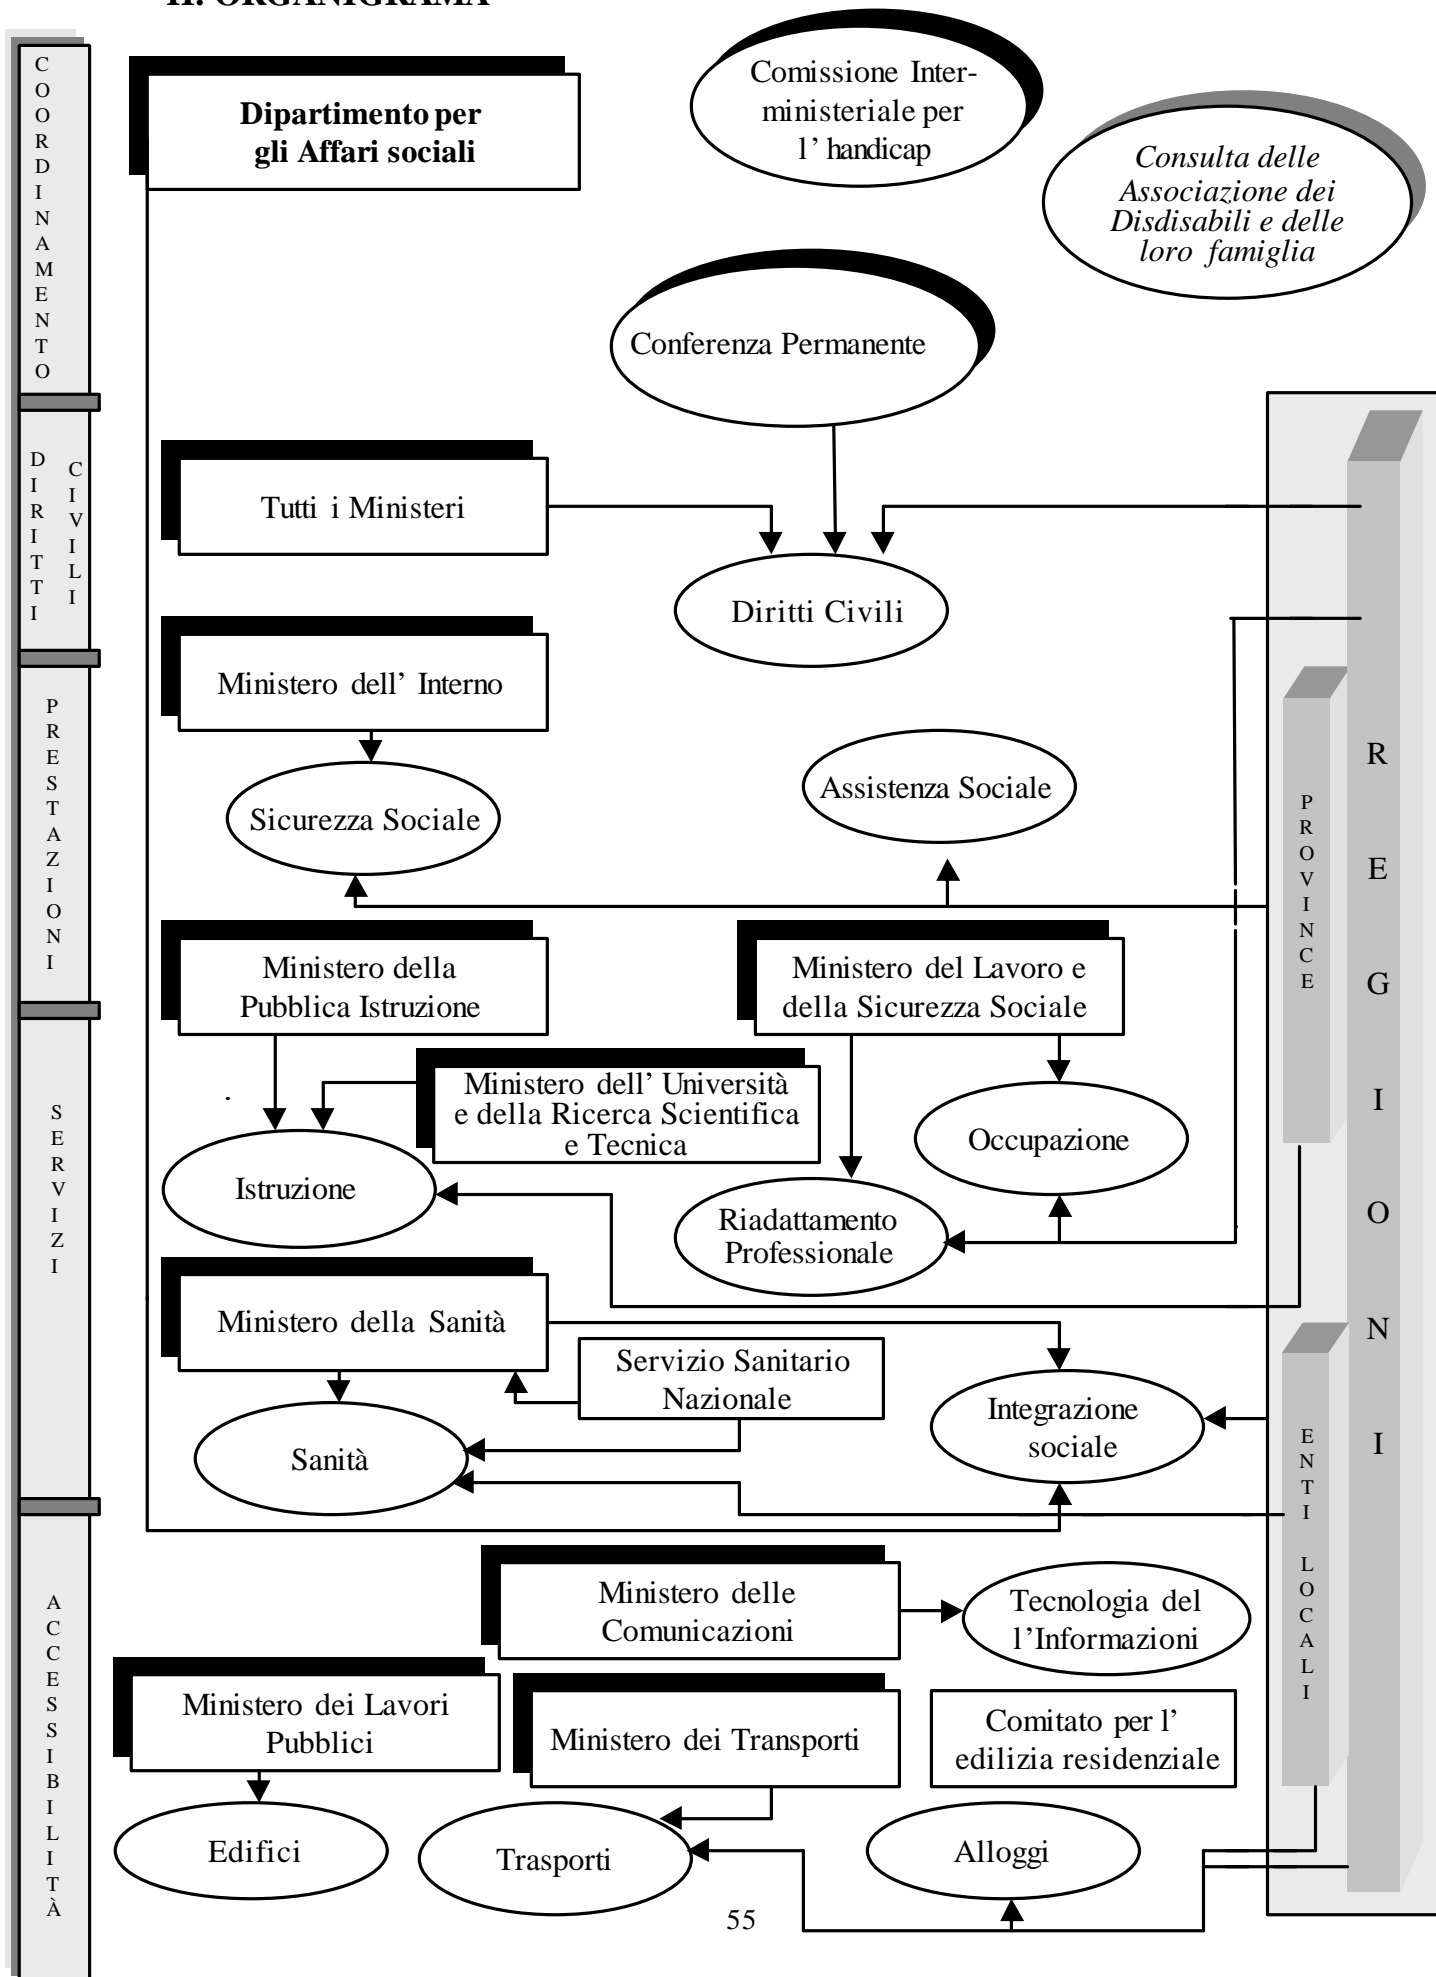 II. ORGANIGRAMA
COORDINAMENTO
Dipartimento per
gli Affari sociali
Comissione Inter-
ministeriale per
l’ handicap
Consulta delle
Associazione dei
Disdisabili e delle
loro famiglia
Conferenza Permanente
DIRITTI
CIVILI
Tutti i Ministeri
Diritti Civili
REGIONI
PRESTAZIONI
Ministero dell’ Interno
Sicurezza Sociale
Assistenza Sociale
PROVINCE
Ministero della
Pubblica Istruzione
Ministero del Lavoro e
della Sicurezza Sociale
SERVIZI
Ministero dell’ Università
e della Ricerca Scientifica
e Tecnica
Occupazione
Istruzione
Riadattamento
Professionale
Ministero della Sanità
Servizio Sanitario
Nazionale
Integrazione
sociale
Sanità
ENTI LOCALI
ACCESSIBILITÀ
Ministero delle
Comunicazioni
Tecnologia del
l’Informazioni
Ministero dei Lavori
Pubblici
Ministero dei Transporti
Comitato per l’
edilizia residenziale
Edifici
Trasporti
Alloggi
55